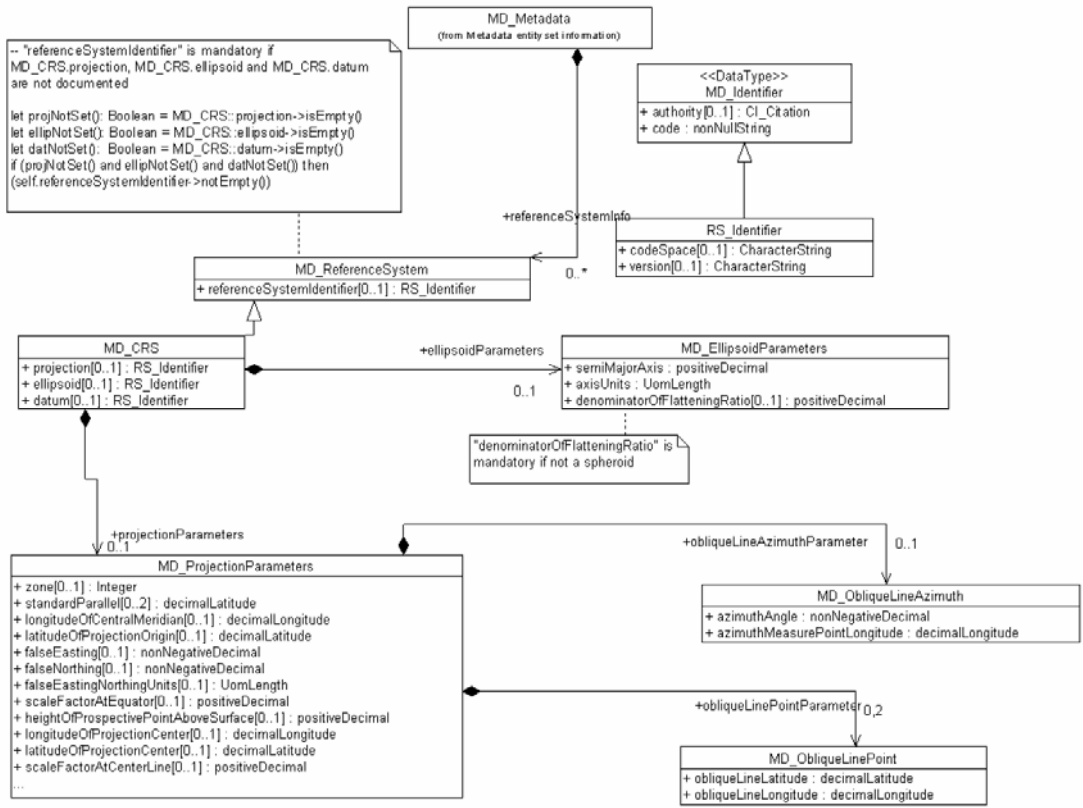 MD_Metadata
(from Metadata entity set information)
-- "referenceSystemIdentifier" is mandatory if
MD_CRS.projection, MD_CRS.ellipsoid and MD_CRS.datum
are not documented
let projNotSet(): Boolean = MD_CRS::projection->isEmpty()
let ellipNotSet(): Boolean = MD_CRS::ellipsoid->isEmpty()
let datNotSet(): Boolean = MD_CRS::datum->isEmpty()
if (projNotSet() and ellipNotSet() and datNotSet()) then
(self.referenceSystemIdentifier->notEmpty())
<<DataType>>
MD_Identifier
+ authority[0..1] : CI_Citation
+ code : nonNullString
+referenceSystemInfo
0..*
RS_Identifier
+ codeSpace[0..1] : CharacterString
+ version[0..1] : CharacterString
MD_ReferenceSystem
+ referenceSystemIdentifier[0..1] : RS_Identifier
MD_CRS
+ projection[0..1] : RS_Identifier
+ ellipsoid[0..1] : RS_Identifier
+ datum[0..1] : RS_Identifier
+ellipsoidParameters
0..1
MD_EllipsoidParameters
+ semiMajorAxis : positiveDecimal
+ axisUnits : UomLength
+ denominatorOfFlatteningRatio[0..1] : positiveDecimal
"denominatorOfFlatteningRatio" is
mandatory if not a spheroid
+projectionParameters
0..1
MD_ProjectionParameters
+ zone[0..1] : Integer
+ standardParallel[0..2] : decimalLatitude
+ longitudeOfCentralMeridian[0..1] : decimalLongitude
+ latitudeOfProjectionOrigin[0..1] : decimalLatitude
+ falseEasting[0..1] : nonNegativeDecimal
+ falseNorthing[0..1] : nonNegativeDecimal
+ falseEastingNorthingUnits[0..1] : UomLength
+ scaleFactorAtEquator[0..1] : positiveDecimal
+ heightOfProspectivePointAboveSurface[0..1] : positiveDecimal
+ longitudeOfProjectionCenter[0..1] : decimalLongitude
+ latitudeOfProjectionCenter[0..1] : decimalLatitude
+ scaleFactorAtCenterLine[0..1] : positiveDecimal
...
+obliqueLineAzimuthParameter
0..1
MD_ObliqueLineAzimuth
+ azimuthAngle : nonNegativeDecimal
+ azimuthMeasurePointLongitude : decimalLongitude
+obliqueLinePointParameter
0,2
MD_ObliqueLinePoint
+ obliqueLineLatitude : decimalLatitude
+ obliqueLineLongitude : decimalLongitude